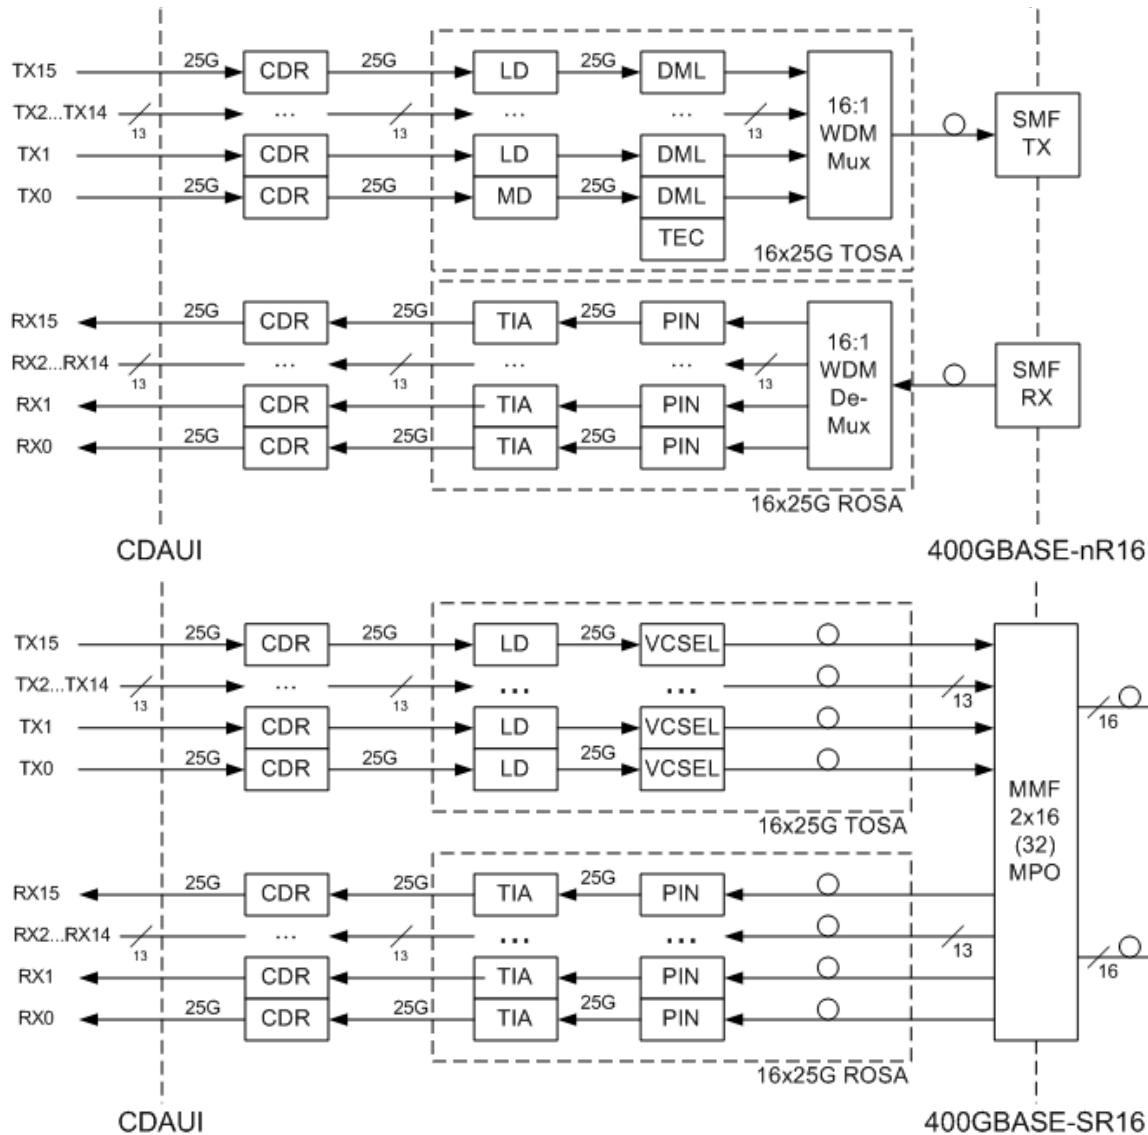 TX15 25G CDR 25G LD 25G DML
TX2...TX14 13 ... 13 ... ... 13
TX1 CDR LD DML
TX0 25G CDR 25G MD 25G DML
TEC
16:1
WDM
Mux
SMF
TX
16x25G TOSA
RX15 25G CDR 25G TIA 25G PIN
RX2...RX14 13 ... 13 ... ... 13
RX1 CDR TIA PIN
RX0 25G CDR 25G TIA 25G PIN
16:1
WDM
De-
Mux
SMF
RX
16x25G ROSA
CDAUI 400GBASE-nR16
TX15 25G CDR 25G LD 25G VCSEL
TX2...TX14 13 ... 13 ... ... 13
TX1 CDR LD VCSEL
TX0 25G CDR 25G LD 25G VCSEL
16
16x25G TOSA
MMF
2x16
(32)
MPO
RX15 25G CDR 25G TIA 25G PIN
RX2...RX14 13 ... 13 ... ... 13
RX1 CDR TIA PIN
RX0 25G CDR 25G TIA 25G PIN
16
16x25G ROSA
CDAUI 400GBASE-SR16